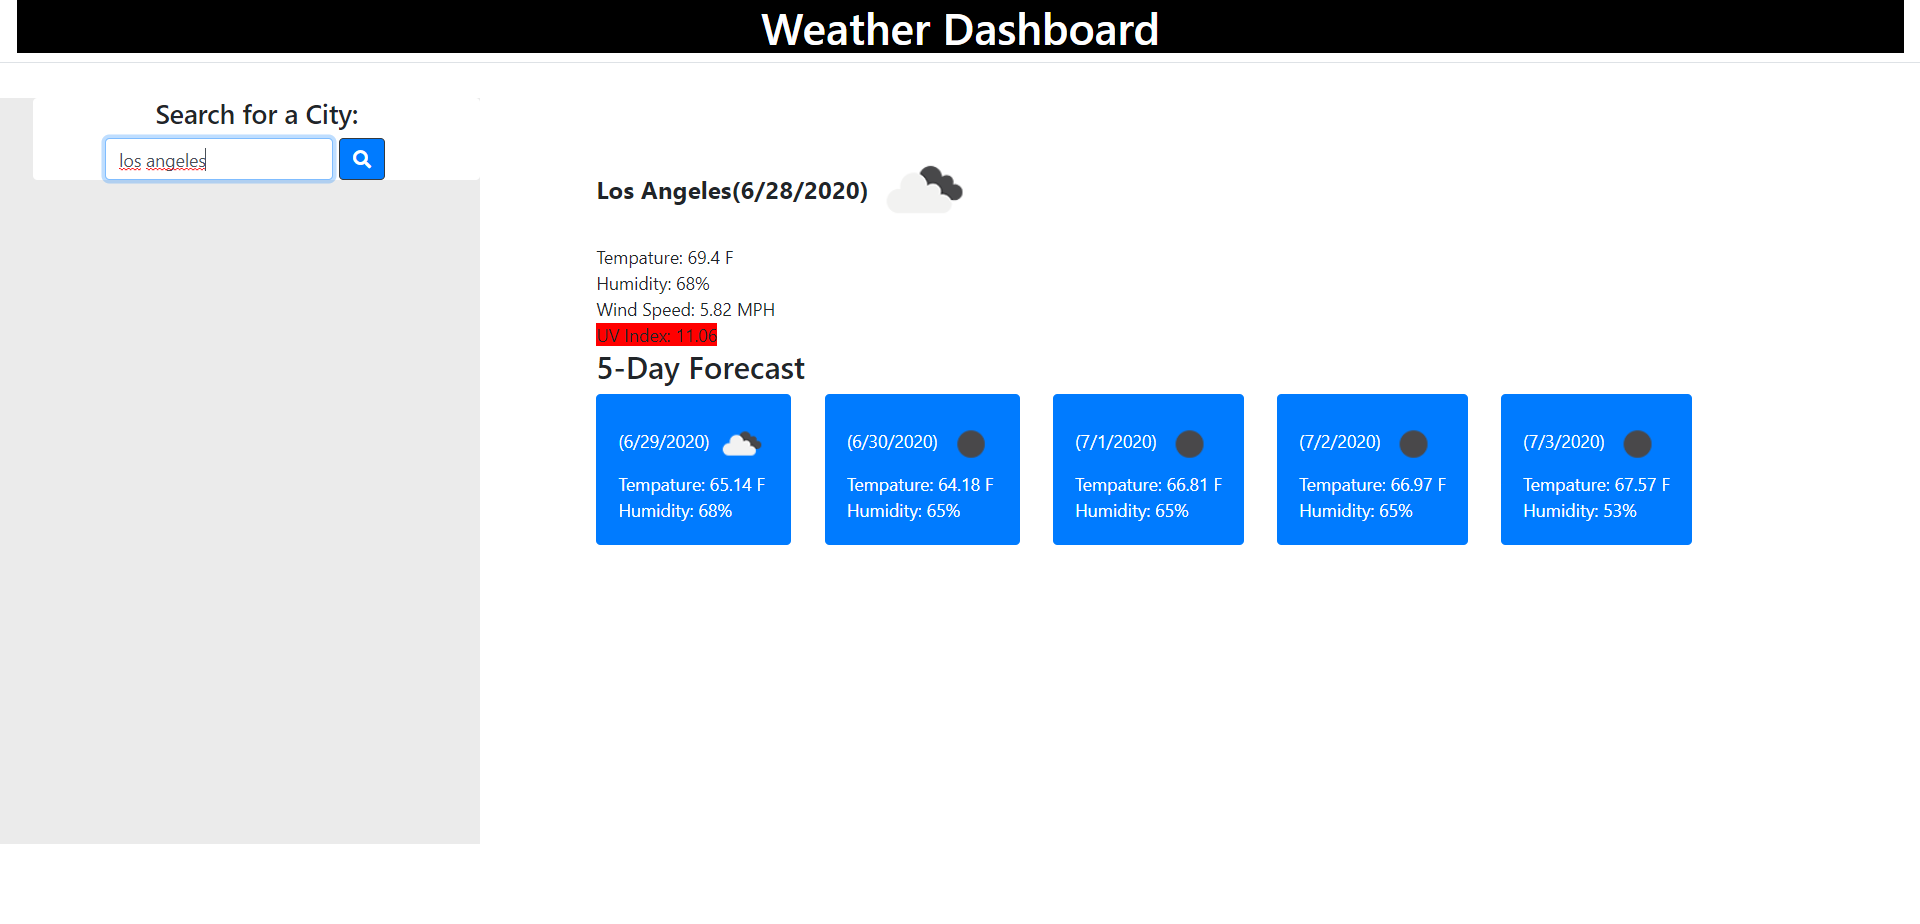 Weather Dashboard
Search for a City:
los angeles
Los Angeles(6/28/2020)
Tempature: 69.4 F
Humidity: 68%
Wind Speed: 5.82 MPH
UV Index: 11.06
5-Day Forecast
(6/29/2020)
Tempature: 65.14 F
Humidity: 68%
(6/30/2020)
Tempature: 64.18 F
Humidity: 65%
(7/1/2020)
Tempature: 66.81 F
Humidity: 65%
(7/2/2020)
Tempature: 66.97 F
Humidity: 65%
(7/3/2020)
Tempature: 67.57 F
Humidity: 53%